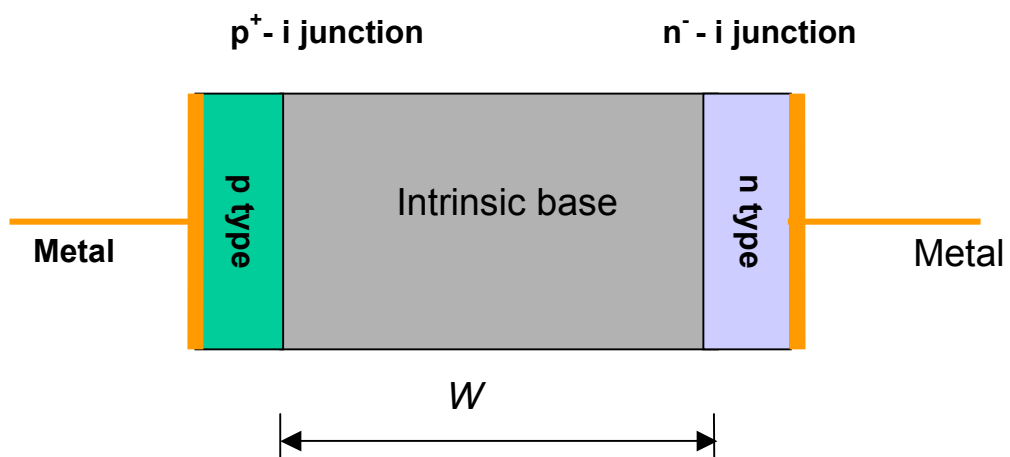 p⁺- i junction
n⁻ - i junction
p type
Intrinsic base
n type
Metal
Metal
W